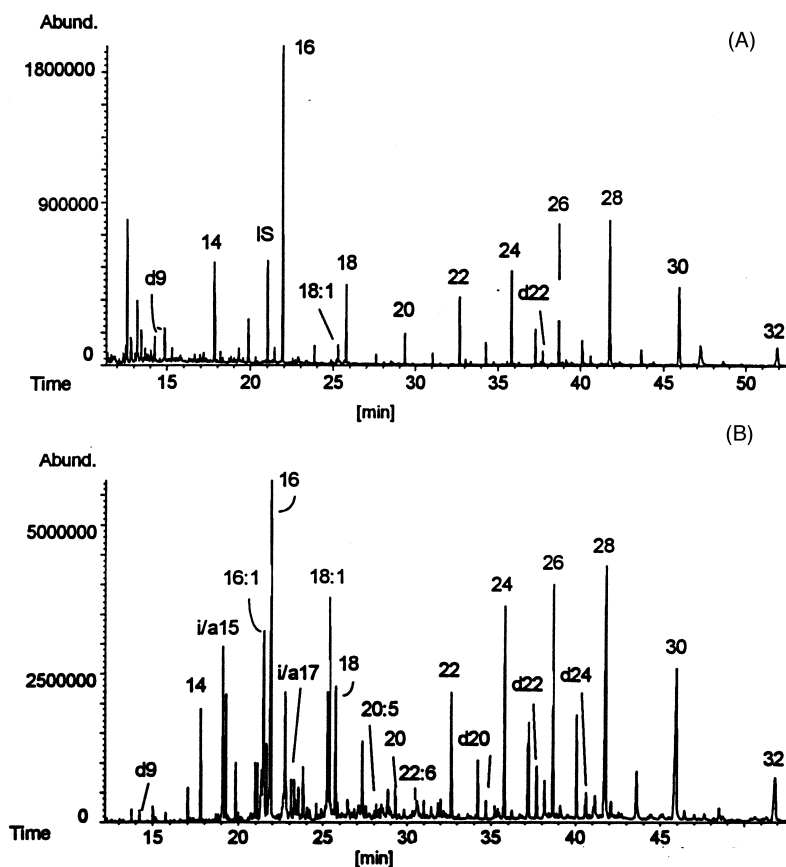 Abund.
16
(A)
1800000
900000
26
28
14
IS
24
d9
18
22
30
18:1
d22
20
32
0
Time
15
20
25
30
35
40
45
50
[min]
(B)
Abund.
16
5000000
28
26
16:1
18:1
24
i/a15
30
i/a17
18
22
d22
d24
2500000
14
20:5
20
d20
22:6
32
d9
0
Time
15
20
25
30
35
40
45
[min]